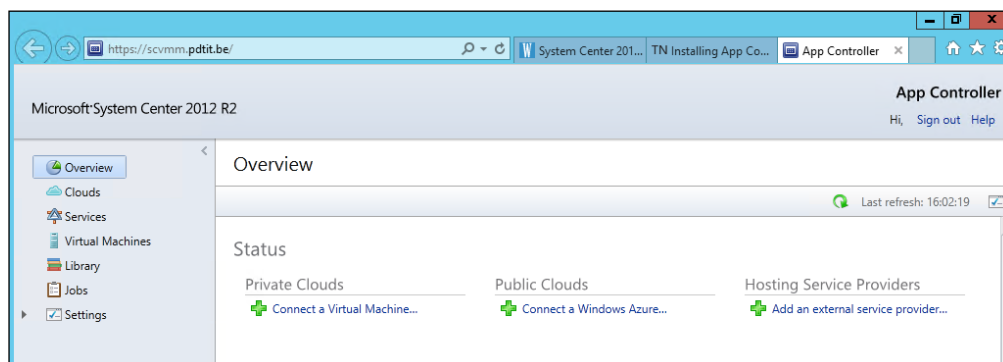 https://scvmm.pdtit.be/
System Center 201...
TN Installing App Co...
App Controller
Microsoft System Center 2012 R2
App Controller
Hi, Sign out Help
Overview
Clouds
Services
Virtual Machines
Library
Jobs
Settings
Overview
Last refresh: 16:02:19
Status
Private Clouds
Connect a Virtual Machine...
Public Clouds
Connect a Windows Azure...
Hosting Service Providers
Add an external service provider...